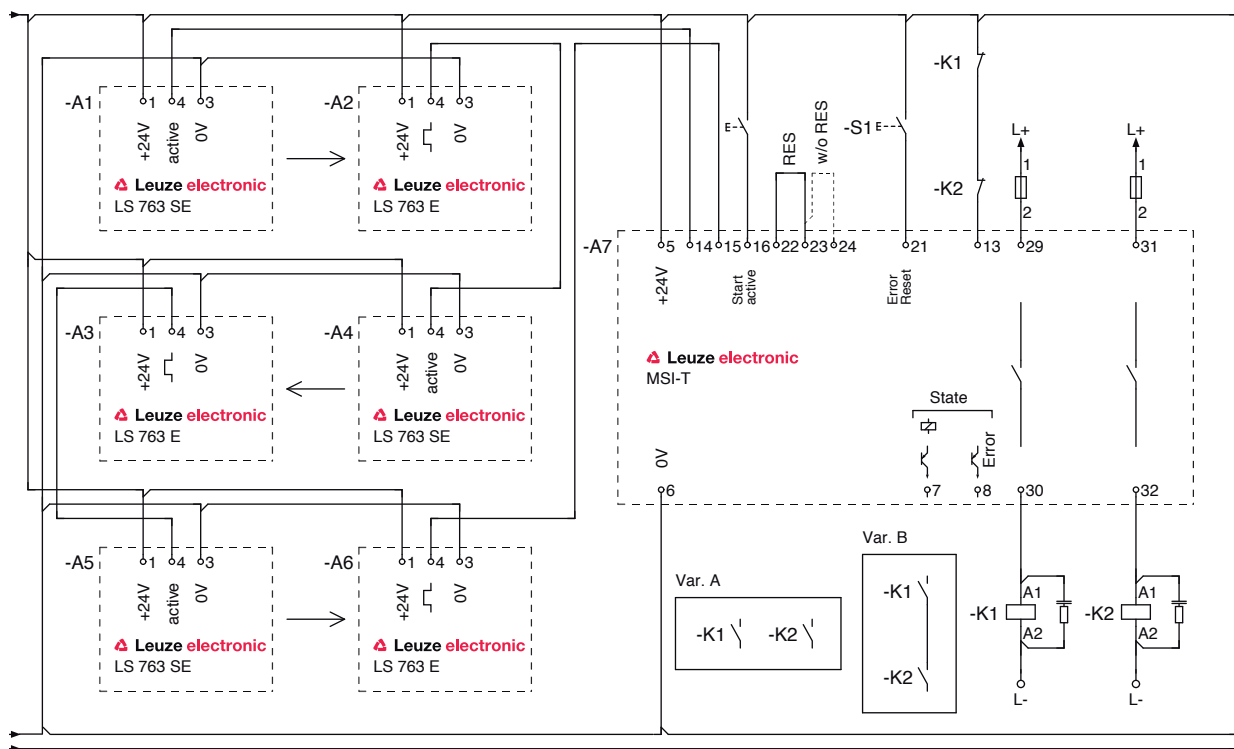 -A1
1 4 3
+24V
active
0V
Leuze electronic
LS 763 SE
-A2
1 4 3
+24V
0V
Leuze electronic
LS 763 E
-A3
1 4 3
+24V
0V
Leuze electronic
LS 763 E
-A4
1 4 3
+24V
active
0V
Leuze electronic
LS 763 SE
-A5
1 4 3
+24V
active
0V
Leuze electronic
LS 763 SE
-A6
1 4 3
+24V
0V
Leuze electronic
LS 763 E
E
RES
w/o RES
-S1 E
-K1
-K2
L+
1
2
L+
1
2
-A7
5 14 15 16 22 23 24 21 13 29 31
+24V
Start
active
Error
Reset
Leuze electronic
MSI-T
State
Error
0V
6 7 8 30 32
Var. A
-K1 -K2
Var. B
-K1
-K2
-K1
A1
A2
L-
-K2
A1
A2
L-